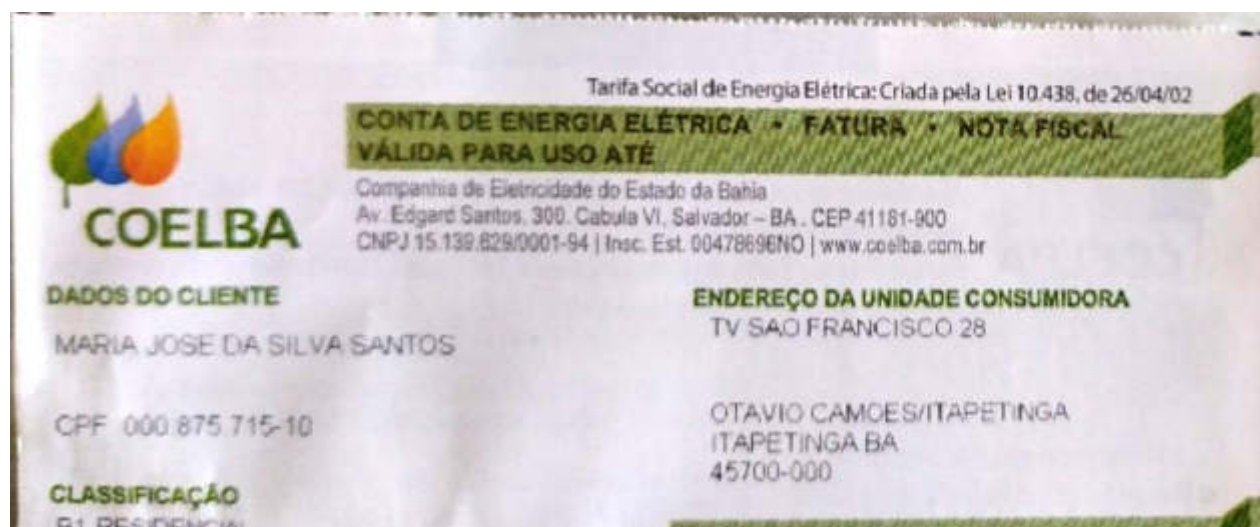 Tarifa Social de Energia Elétrica: Criada pela Lei 10.438, de 26/04/02
CONTA DE ENERGIA ELÉTRICA • FATURA • NOTA FISCAL
VÁLIDA PARA USO ATÉ
COELBA
Companhia de Eletricidade do Estado da Bahia
Av. Edgard Santos, 300, Cabula VI, Salvador – BA . CEP 41181-900
CNPJ 15.139.629/0001-94 | Insc. Est. 00478696NO | www.coelba.com.br
DADOS DO CLIENTE
MARIA JOSE DA SILVA SANTOS
CPF 000.875.715-10
ENDEREÇO DA UNIDADE CONSUMIDORA
TV SAO FRANCISCO 28
OTAVIO CAMOES/ITAPETINGA
ITAPETINGA BA
45700-000
CLASSIFICAÇÃO
B1 RESIDENCIAL